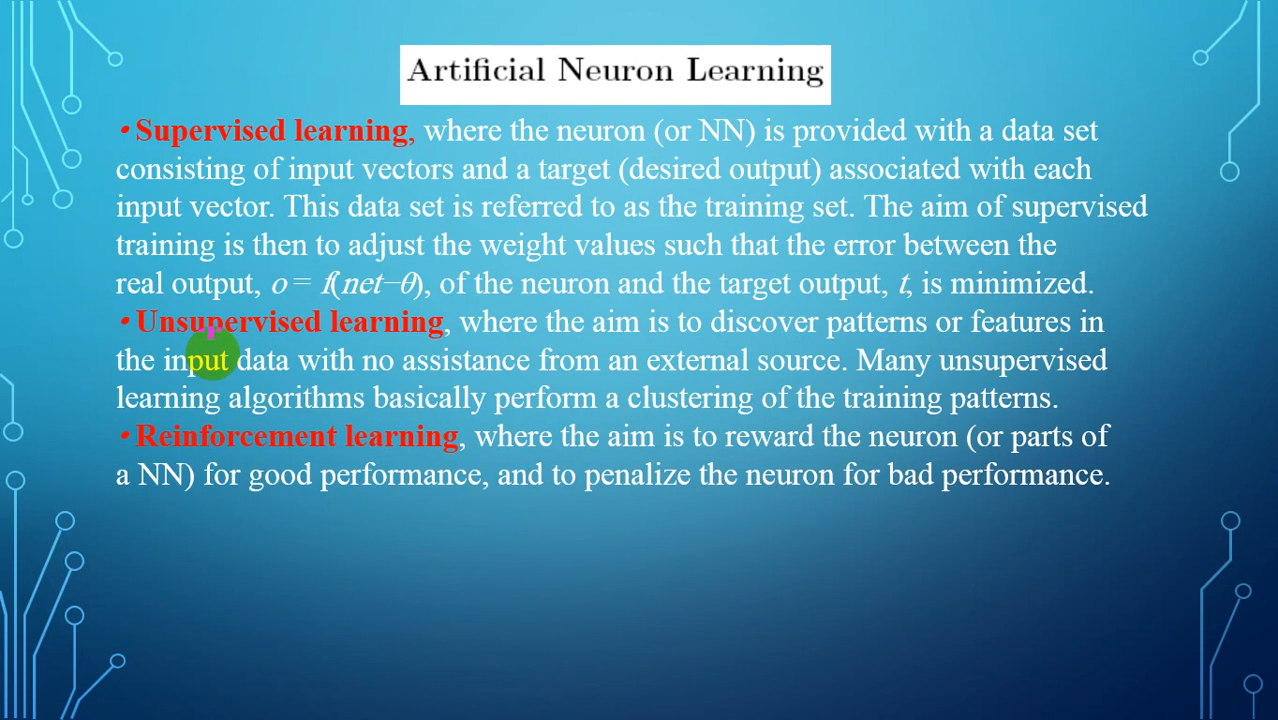 Artificial Neuron Learning
• Supervised learning, where the neuron (or NN) is provided with a data set
consisting of input vectors and a target (desired output) associated with each
input vector. This data set is referred to as the training set. The aim of supervised
training is then to adjust the weight values such that the error between the
real output, o = f(net−θ), of the neuron and the target output, t, is minimized.
• Unsupervised learning, where the aim is to discover patterns or features in
the input data with no assistance from an external source. Many unsupervised
learning algorithms basically perform a clustering of the training patterns.
• Reinforcement learning, where the aim is to reward the neuron (or parts of
a NN) for good performance, and to penalize the neuron for bad performance.